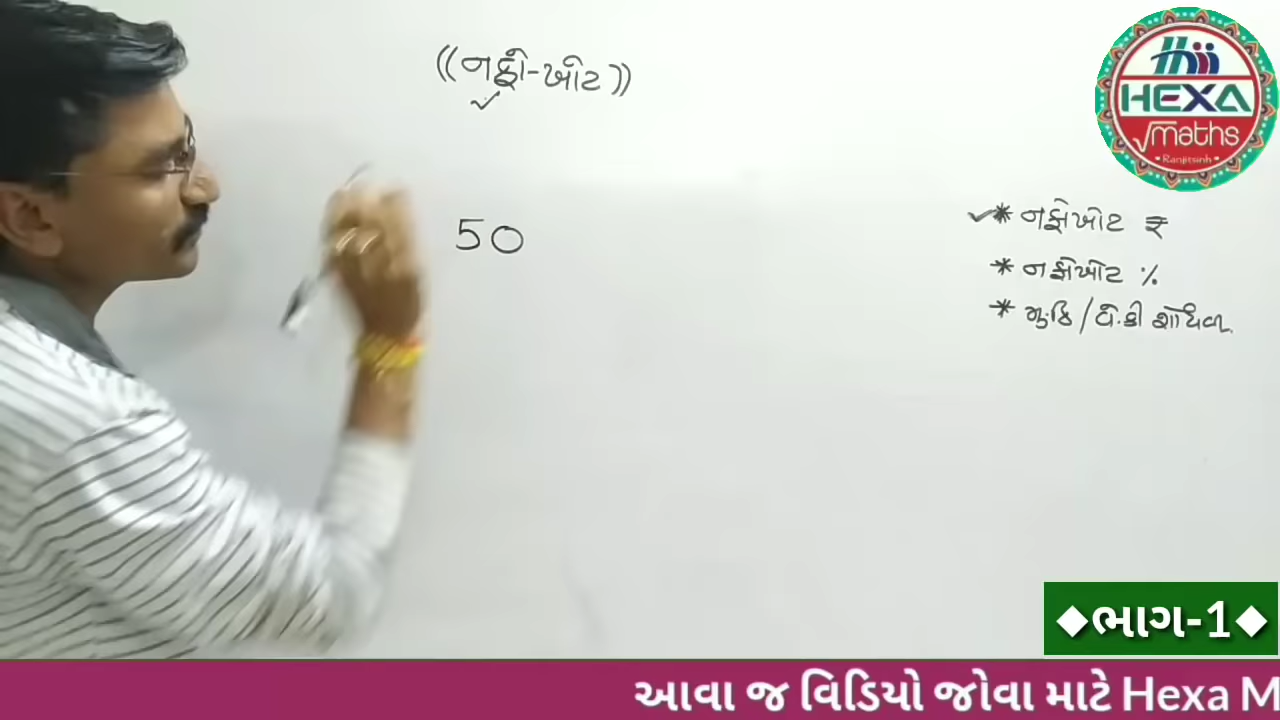 ((નફો-ખોટ))
HEXA
√maths
• Ranjitsinh •
50
* નફોખોટ ₹
* નફોખોટ %
* મુ.કિ / વે.કિ શોધવી
◆ભાગ-1◆
આવા જ વિડિયો જોવા માટે Hexa M